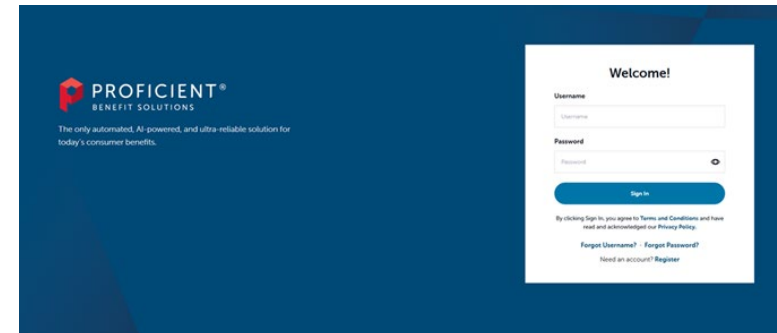 PROFICIENT®
BENEFIT SOLUTIONS
The only automated, AI-powered, and ultra-reliable solution for
today's consumer benefits.
Welcome!
Username
Username
Password
Password
Sign In
By clicking Sign In, you agree to Terms and Conditions and have
read and acknowledged our Privacy Policy.
Forgot Username? · Forgot Password?
Need an account? Register